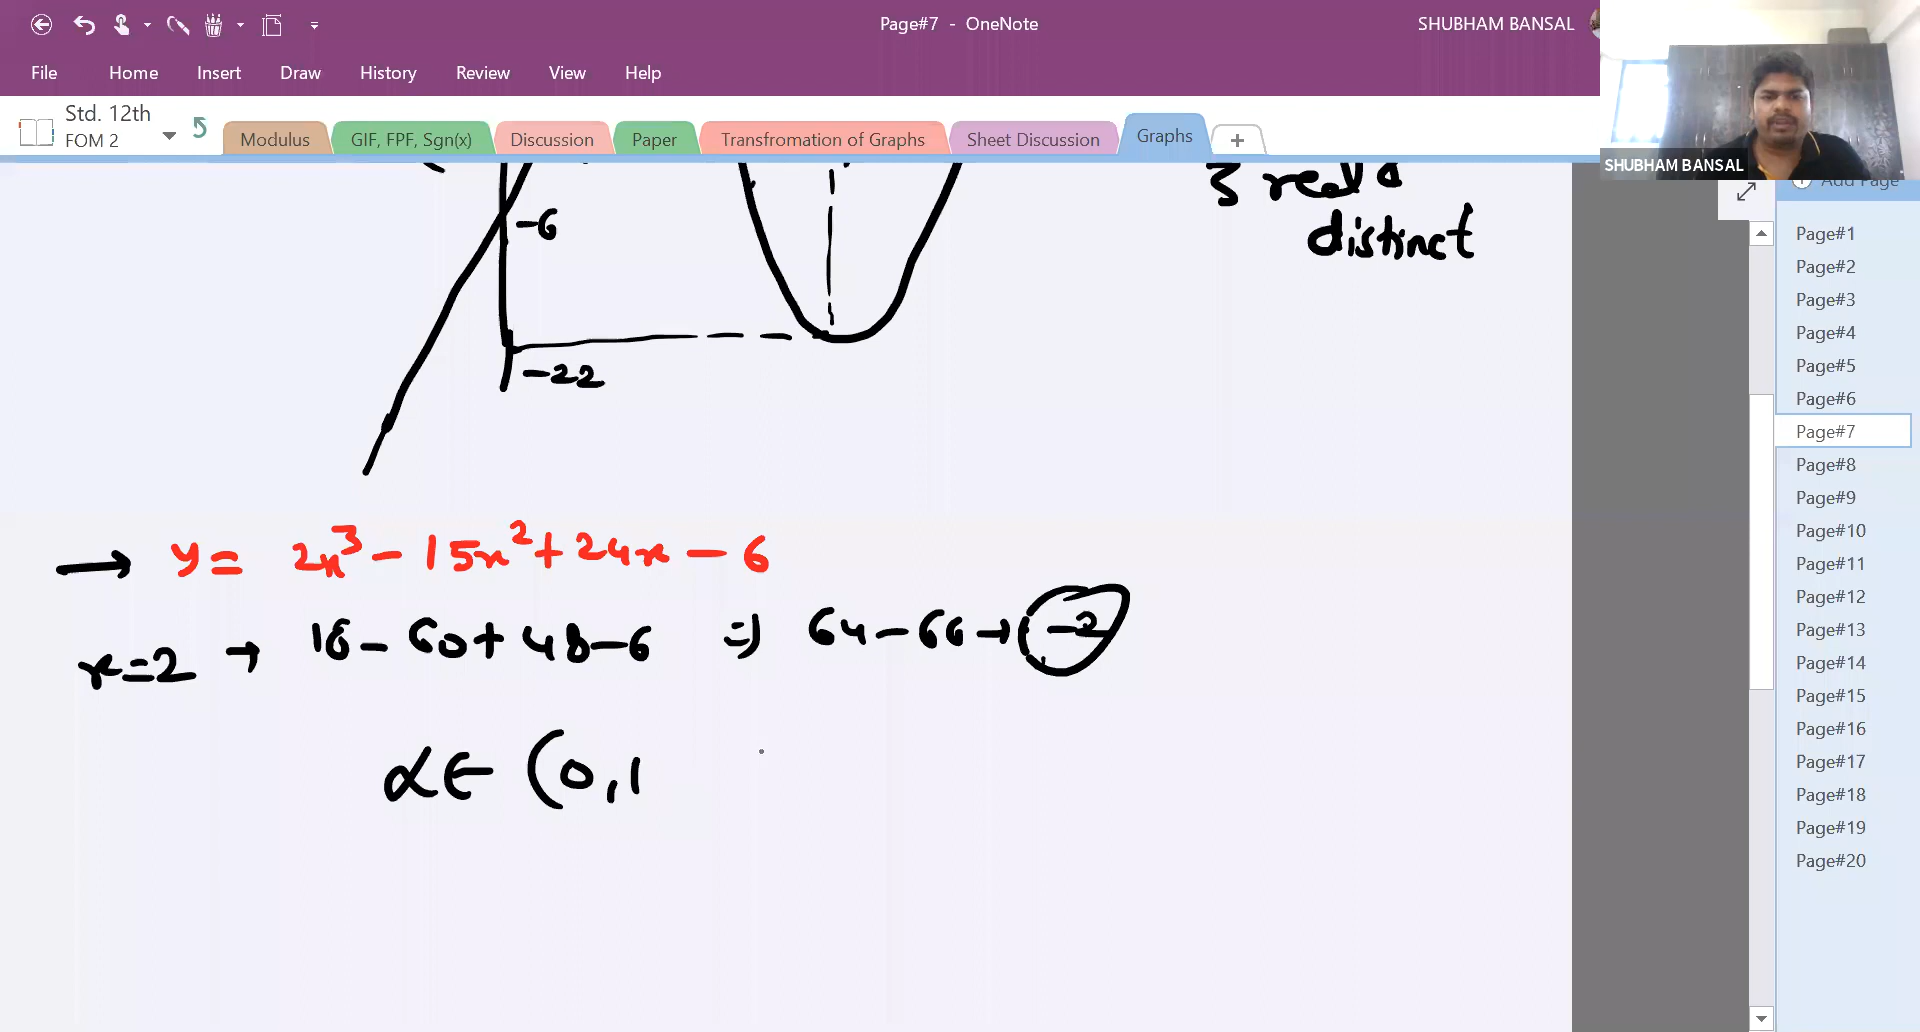 Page#7 - OneNote
SHUBHAM BANSAL
File Home Insert Draw History Review View Help
Std. 12th
FOM 2
Modulus GIF, FPF, Sgn(x) Discussion Paper Transfromation of Graphs Sheet Discussion Graphs +
SHUBHAM BANSAL
Add Page
3 real &
distinct
-6
-22
→ y = 2x³ - 15x² + 24x - 6
x=2 → 16 - 60 + 48 - 6 ⇒ 64 - 66 → -2
α ∈ (0,1
Page#1
Page#2
Page#3
Page#4
Page#5
Page#6
Page#7
Page#8
Page#9
Page#10
Page#11
Page#12
Page#13
Page#14
Page#15
Page#16
Page#17
Page#18
Page#19
Page#20